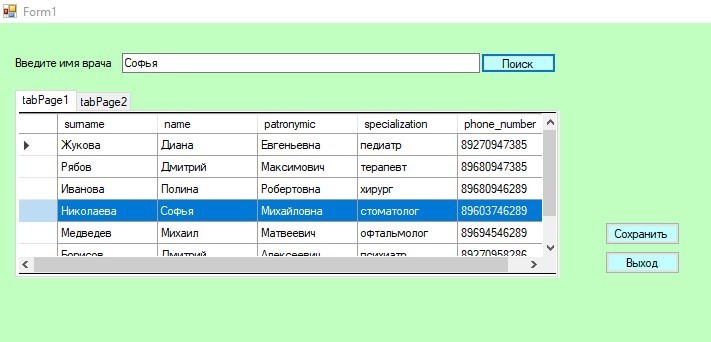 Form1
Введите имя врача Софья Поиск
tabPage1 tabPage2
surname name patronymic specialization phone_number
Жукова Диана Евгеньевна педиатр 89270947385
Рябов Дмитрий Максимович терапевт 89680947385
Иванова Полина Робертовна хирург 89680946289
Николаева Софья Михайловна стоматолог 89603746289
Медведев Михаил Матвеевич офтальмолог 89694546289
Борисов Дмитрий Алексеевич психиатр 89270958286
Сохранить
Выход